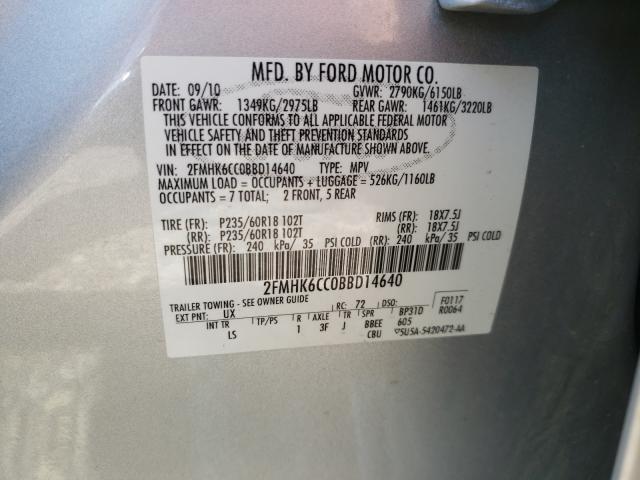 MFD. BY FORD MOTOR CO.
DATE: 09/10 GVWR: 2790KG/6150LB
FRONT GAWR: 1349KG/2975LB REAR GAWR: 1461KG/3220LB
THIS VEHICLE CONFORMS TO ALL APPLICABLE FEDERAL MOTOR
VEHICLE SAFETY AND THEFT PREVENTION STANDARDS
IN EFFECT ON THE DATE OF MANUFACTURE SHOWN ABOVE.
VIN: 2FMHK6CC0BBD14640 TYPE: MPV
MAXIMUM LOAD = OCCUPANTS + LUGGAGE = 526KG/1160LB
OCCUPANTS = 7 TOTAL: 2 FRONT, 5 REAR
TIRE (FR): P235/60R18 102T RIMS (FR): 18X7.5J
(RR): P235/60R18 102T (RR): 18X7.5J
PRESSURE (FR): 240 kPa/ 35 PSI COLD (RR): 240 kPa/ 35 PSI COLD
2FMHK6CC0BBD14640
TRAILER TOWING - SEE OWNER GUIDE
EXT PNT: UX RC: 72 DSO: F0117
INT TR TP/PS R AXLE TR SPR BP31D R0064
LS 1 3F J BBEE 605
CBU 5U5A-5420472-AA